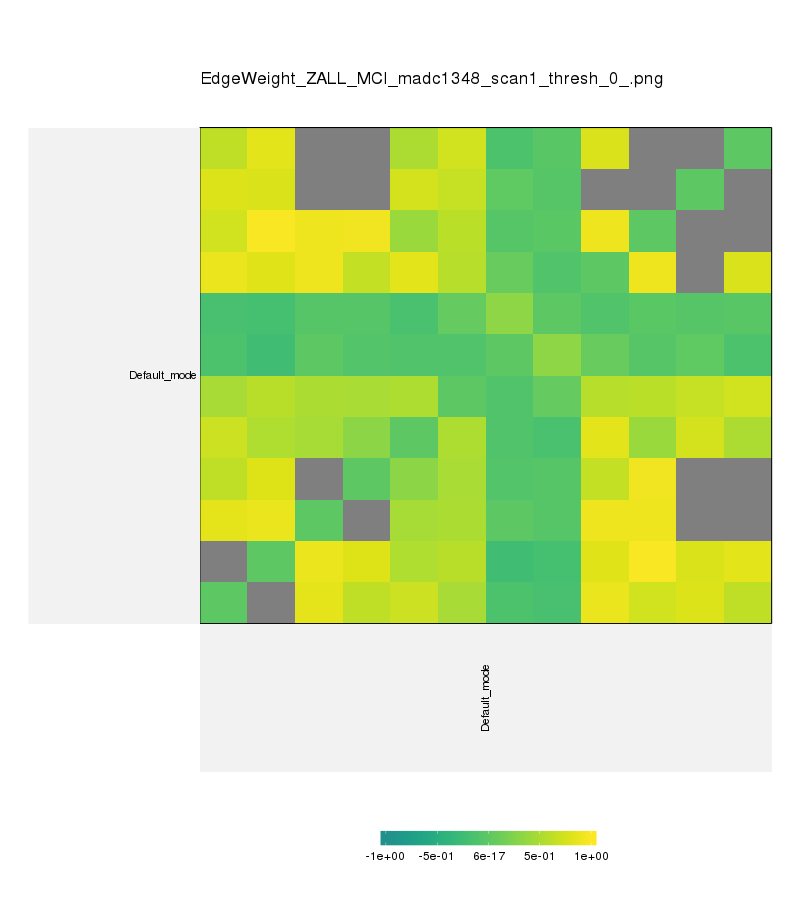 EdgeWeight_ZALL_MCI_madc1348_scan1_thresh_0_.png
Default_mode
Default_mode
-1e+00 -5e-01 6e-17 5e-01 1e+00